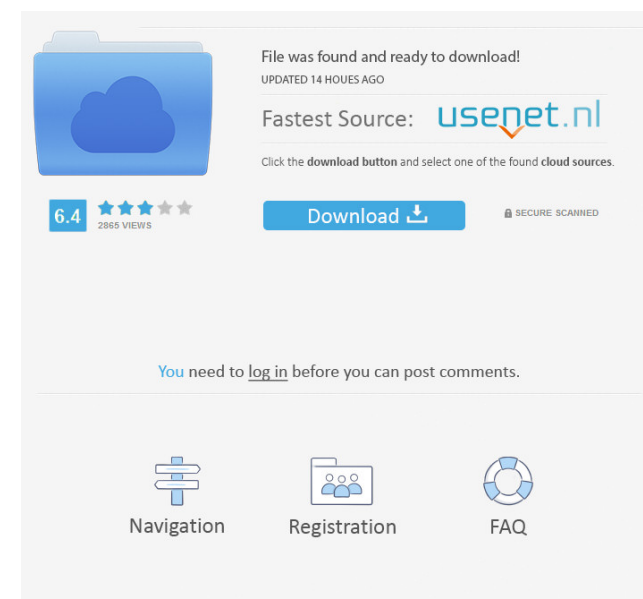 File was found and ready to download!
UPDATED 14 HOUES AGO
Fastest Source: usenet.nl
Click the download button and select one of the found cloud sources.
6.4
2865 VIEWS
Download
SECURE SCANNED
You need to log in before you can post comments.
Navigation
Registration
FAQ